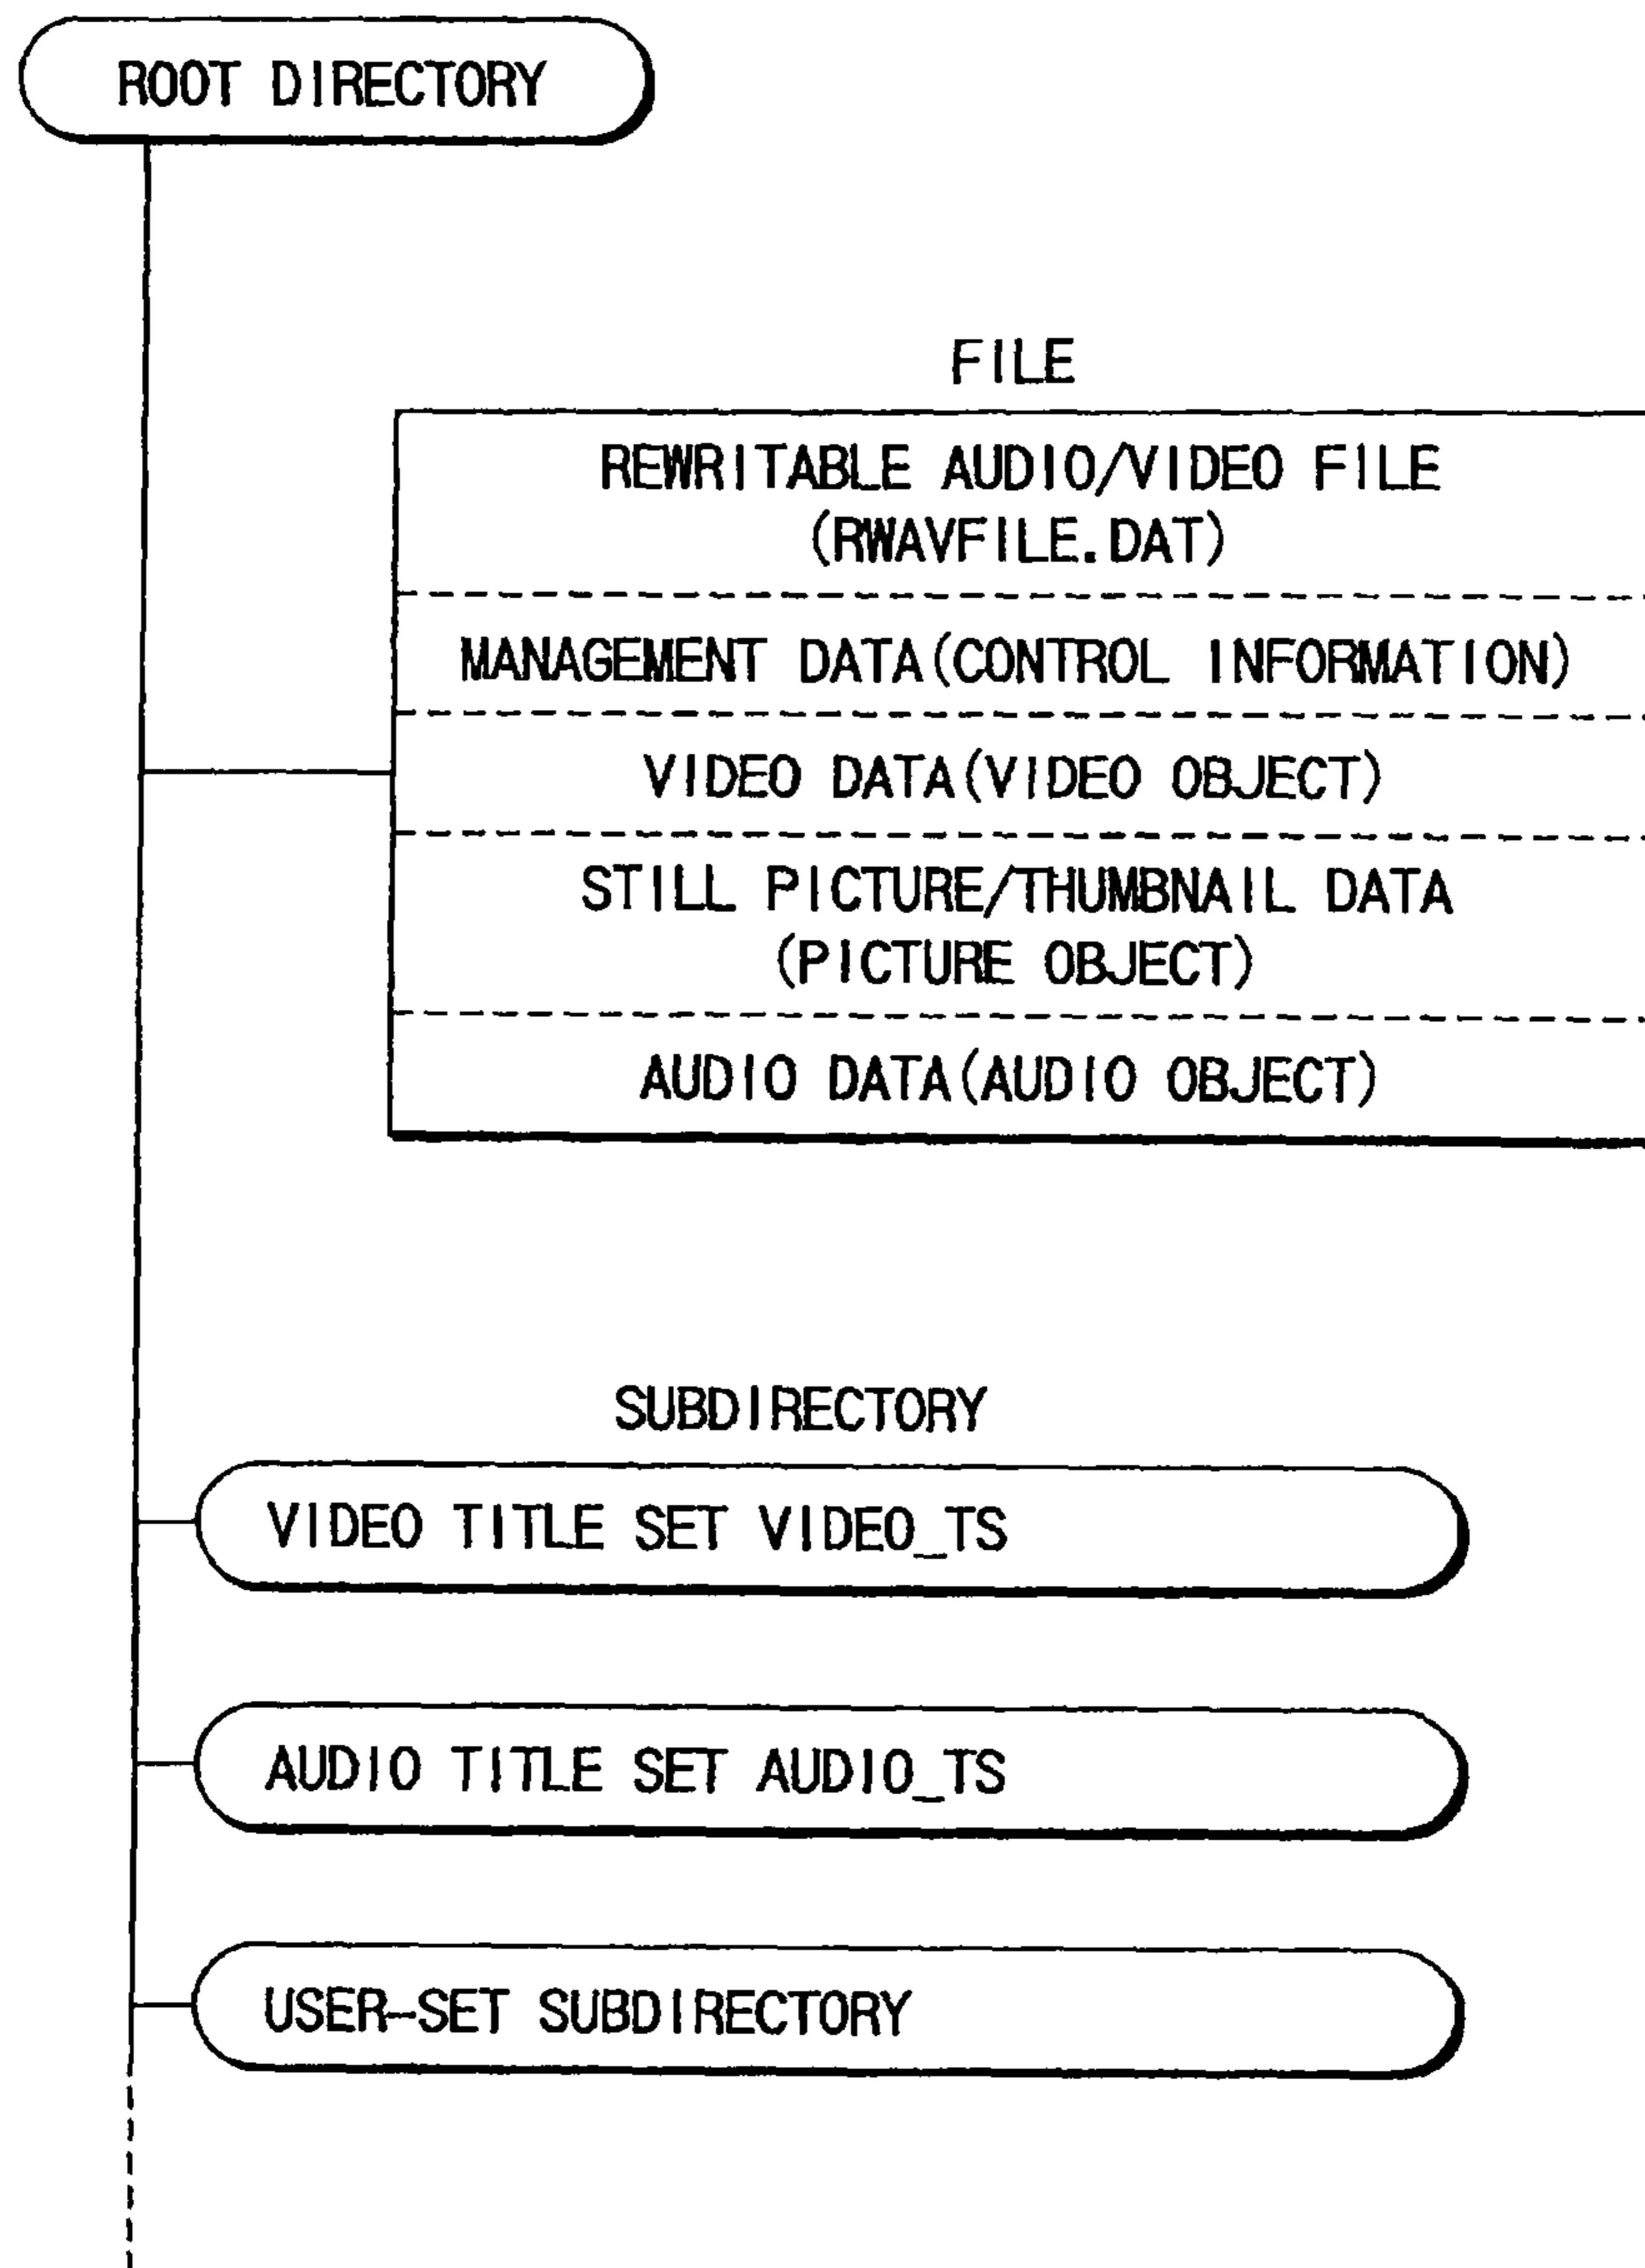 ROOT DIRECTORY
FILE
REWRITABLE AUDIO/VIDEO FILE
(RWAVFILE.DAT)
MANAGEMENT DATA(CONTROL INFORMATION)
VIDEO DATA(VIDEO OBJECT)
STILL PICTURE/THUMBNAIL DATA
(PICTURE OBJECT)
AUDIO DATA(AUDIO OBJECT)
SUBDIRECTORY
VIDEO TITLE SET VIDEO_TS
AUDIO TITLE SET AUDIO_TS
USER-SET SUBDIRECTORY